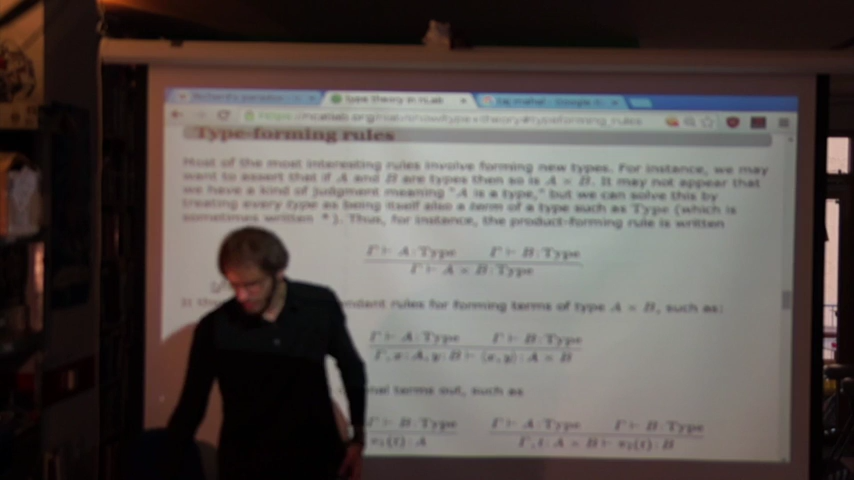 type theory in nLab
Type-forming rules
Most of the most interesting rules involve forming new types. For instance, we may
want to assert that if A and B are types then so is A × B. It may not appear that
we have a kind of judgment meaning "A is a type," but we can solve this by
treating every type as being itself also a term of a type such as Type (which is
sometimes written * ). Thus, for instance, the product-forming rule is written
Γ ⊢ A : Type Γ ⊢ B : Type
Γ ⊢ A × B : Type
It rules for forming terms of type A × B, such as:
Γ ⊢ A : Type Γ ⊢ B : Type
Γ, x : A, y : B ⊢ (x, y) : A × B
terms out, such as
Γ ⊢ B : Type Γ ⊢ A : Type Γ ⊢ B : Type
π₁(t) : A Γ, t : A × B ⊢ π₂(t) : B